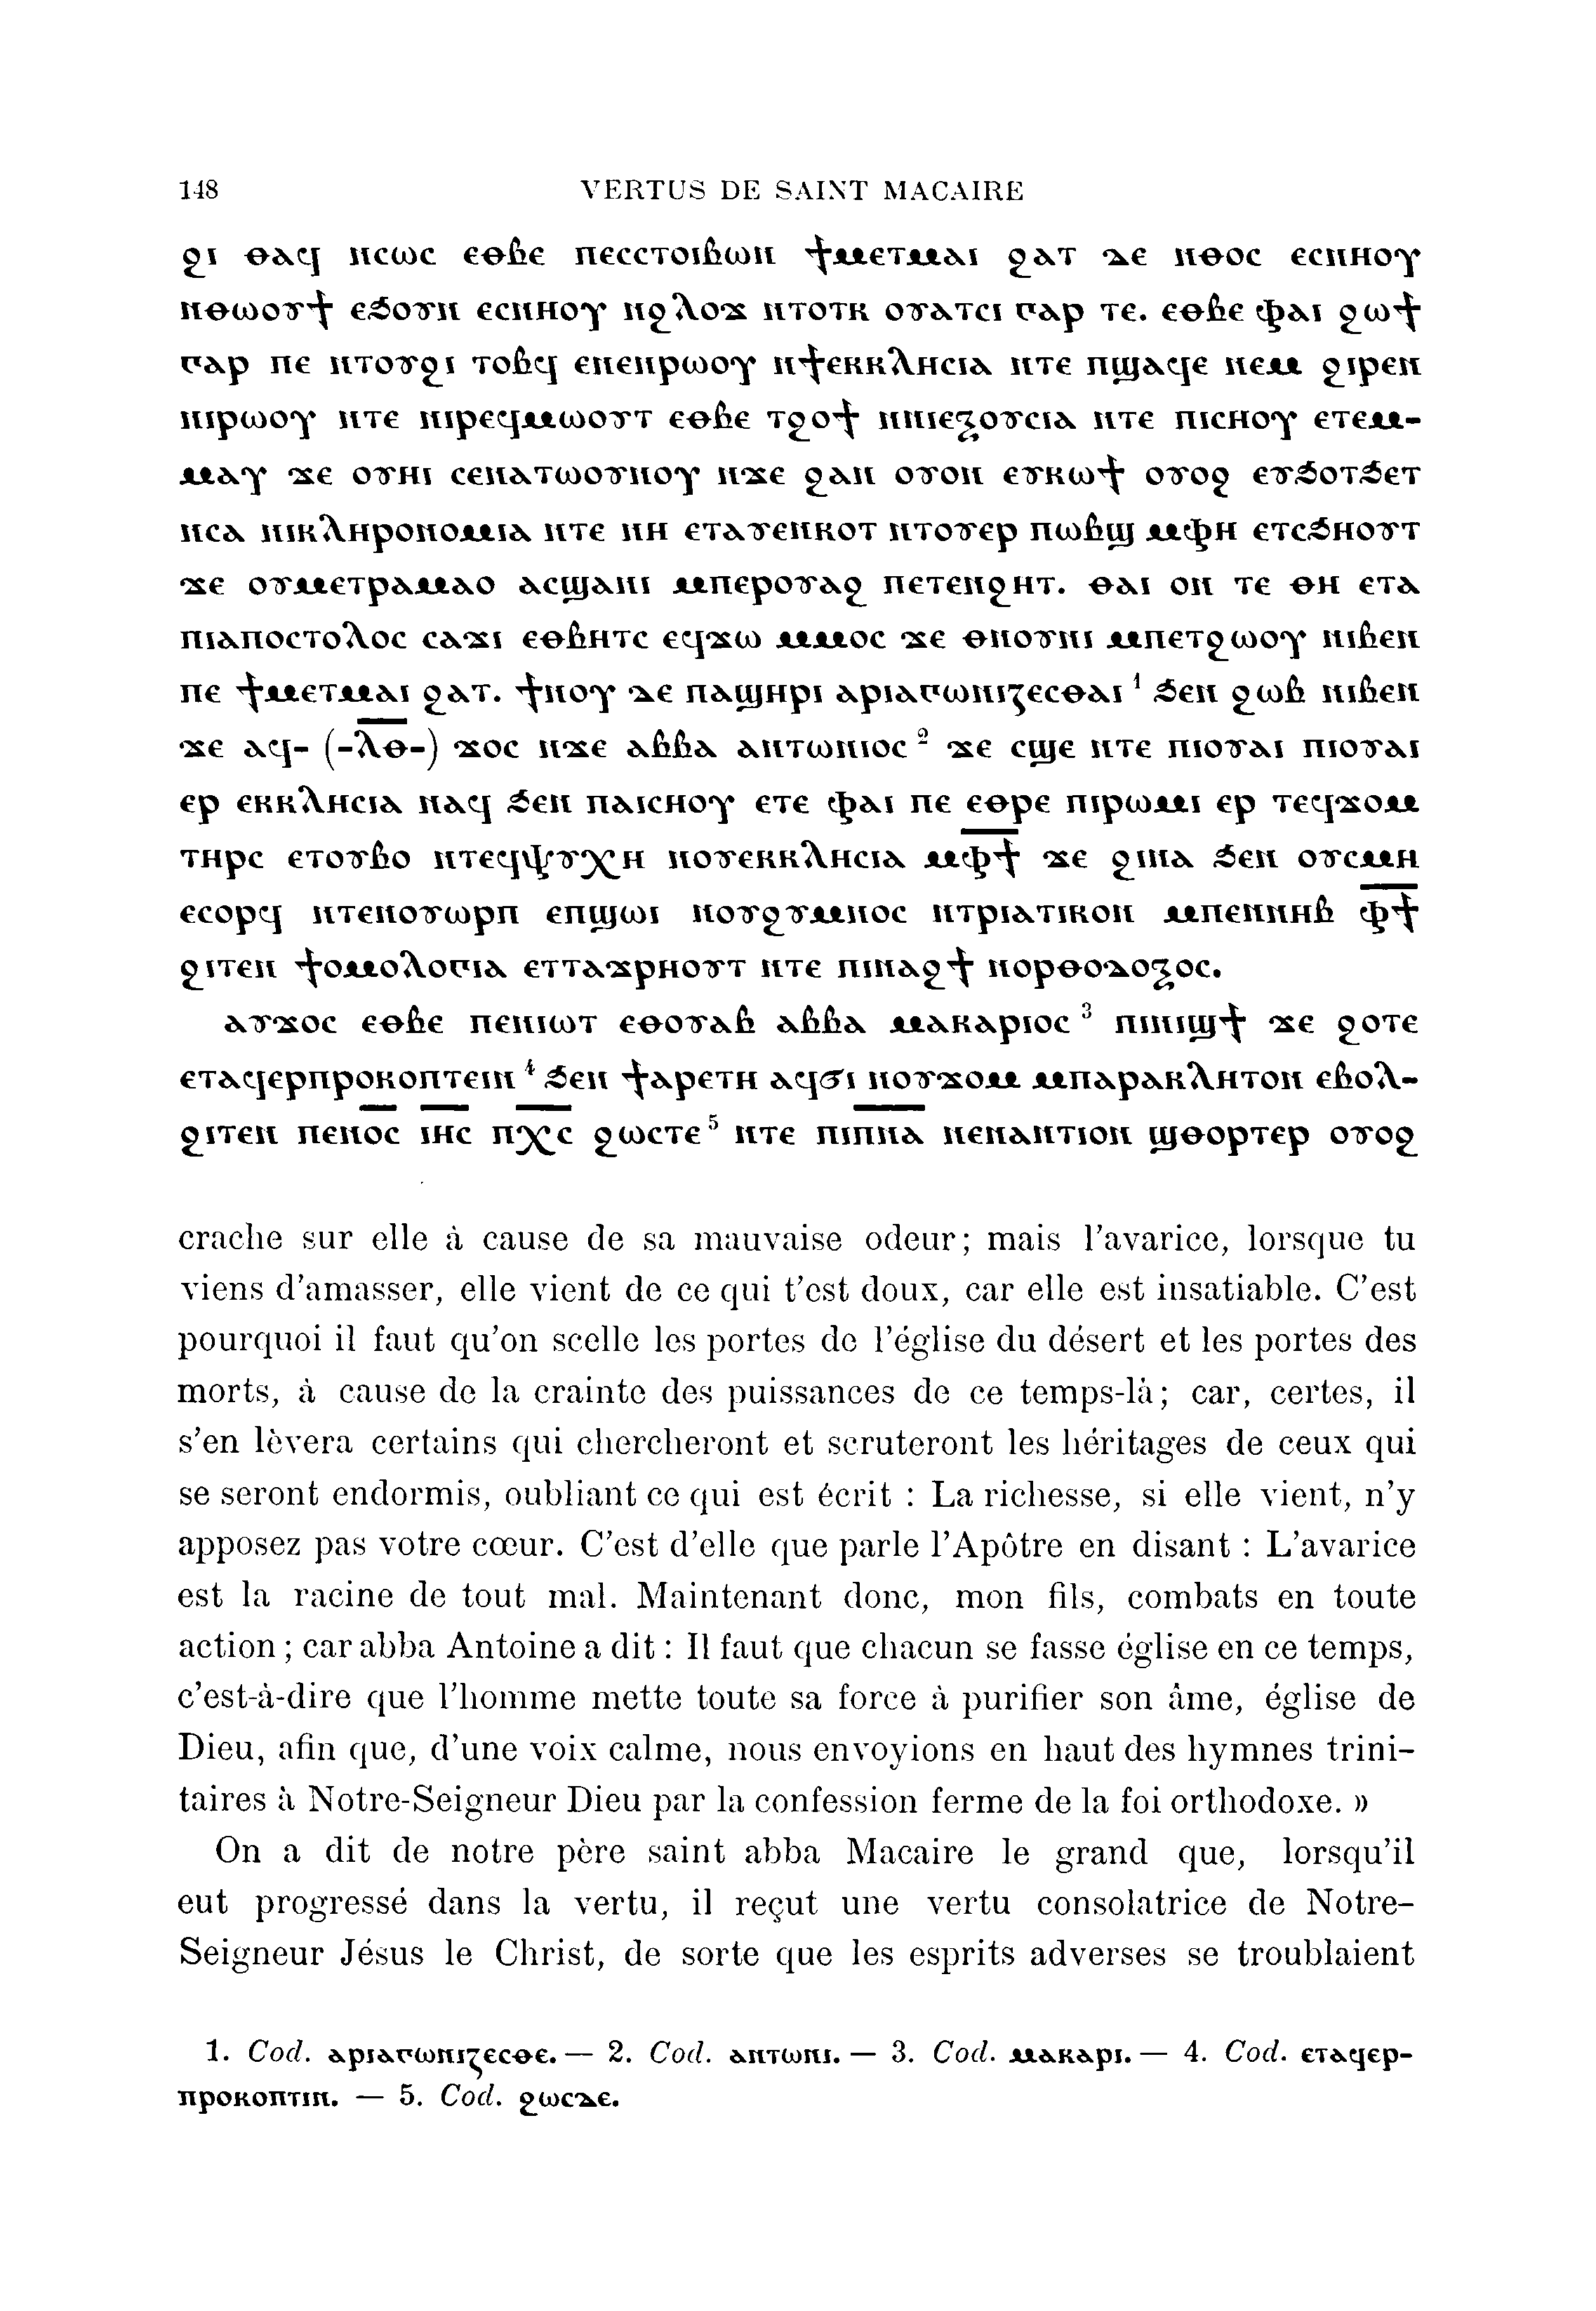 148 VERTUS DE SAINT MACAIRE
ϩⲓ ⲑⲁϥ ⲛⲥⲱⲥ ⲉⲑⲃⲉ ⲡⲉⲥⲥⲧⲟⲓⲃⲱⲛ ϯⲙⲉⲧⲙⲁⲓ ϩⲁⲧ ⲇⲉ ⲛⲑⲟⲥ ⲉⲥⲛⲏⲟⲩ
ⲛⲑⲱⲟⲩϯ ⲉϧⲟⲩⲛ ⲉⲥⲛⲏⲟⲩ ⲛϩⲗⲟϫ ⲛⲧⲟⲧⲕ ⲟⲩⲁⲧⲥⲓ ⲅⲁⲣ ⲧⲉ. ⲉⲑⲃⲉ ⲫⲁⲓ ϩⲱϯ
ⲅⲁⲣ ⲡⲉ ⲛⲧⲟⲩϩⲓ ⲧⲟⲃϥ ⲉⲛⲉⲛⲣⲱⲟⲩ ⲛϯⲉⲕⲕⲗⲏⲥⲓⲁ ⲛⲧⲉ ⲡϣⲁϥⲉ ⲛⲉⲙ ϩⲓⲣⲉⲛ
ⲛⲓⲣⲱⲟⲩ ⲛⲧⲉ ⲛⲓⲣⲉϥⲙⲱⲟⲩⲧ ⲉⲑⲃⲉ ⲧϩⲟϯ ⲛⲛⲓⲉⲝⲟⲩⲥⲓⲁ ⲛⲧⲉ ⲡⲓⲥⲏⲟⲩ ⲉⲧⲉⲙ-
ⲙⲁⲩ ϫⲉ ⲟⲩⲏⲓ ⲥⲉⲛⲁⲧⲱⲟⲩⲛⲟⲩ ⲛϫⲉ ϩⲁⲛ ⲟⲩⲟⲛ ⲉⲩⲕⲱϯ ⲟⲩⲟϩ ⲉⲩϧⲟⲧϧⲉⲧ
ⲛⲥⲁ ⲛⲓⲕⲗⲏⲣⲟⲛⲟⲙⲓⲁ ⲛⲧⲉ ⲛⲏ ⲉⲧⲁⲩⲉⲛⲕⲟⲧ ⲛⲧⲟⲩⲉⲣ ⲡⲱⲃϣ ⲙⲫⲏ ⲉⲧⲥϧⲏⲟⲩⲧ
ϫⲉ ⲟⲩⲙⲉⲧⲣⲁⲙⲁⲟ ⲁⲥϣⲁⲛⲓ ⲙⲡⲉⲣⲟⲩⲁϩ ⲡⲉⲧⲉⲛϩⲏⲧ. ⲑⲁⲓ ⲟⲛ ⲧⲉ ⲑⲏ ⲉⲧⲁ
ⲡⲓⲁⲡⲟⲥⲧⲟⲗⲟⲥ ⲥⲁϫⲓ ⲉⲑⲃⲏⲧⲥ ⲉϥϫⲱ ⲙⲙⲟⲥ ϫⲉ ⲑⲛⲟⲩⲛⲓ ⲙⲡⲉⲧϩⲱⲟⲩ ⲛⲓⲃⲉⲛ
ⲡⲉ ϯⲙⲉⲧⲙⲁⲓ ϩⲁⲧ. ϯⲛⲟⲩ ⲇⲉ ⲡⲁϣⲏⲣⲓ ⲁⲣⲓⲁⲅⲱⲛⲓⲍⲉⲥⲑⲁⲓ ¹ ϧⲉⲛ ϩⲱⲃ ⲛⲓⲃⲉⲛ
ϫⲉ ⲁϥ- (-ⲗ̅ⲑ̅-) ϫⲟⲥ ⲛϫⲉ ⲁⲃⲃⲁ ⲁⲛⲧⲱⲛⲓⲟⲥ ² ϫⲉ ⲥϣⲉ ⲛⲧⲉ ⲡⲓⲟⲩⲁⲓ ⲡⲓⲟⲩⲁⲓ
ⲉⲣ ⲉⲕⲕⲗⲏⲥⲓⲁ ⲛⲁϥ ϧⲉⲛ ⲡⲁⲓⲥⲏⲟⲩ ⲉⲧⲉ ⲫⲁⲓ ⲡⲉ ⲉⲑⲣⲉ ⲡⲓⲣⲱⲙⲓ ⲉⲣ ⲧⲉϥϫⲟⲙ
ⲧⲏⲣⲥ ⲉⲧⲟⲩⲃⲟ ⲛⲧⲉϥⲯⲩⲭⲏ ⲛⲟⲩⲉⲕⲕⲗⲏⲥⲓⲁ ⲙⲫ̅ϯ̅ ϫⲉ ϩⲓⲛⲁ ϧⲉⲛ ⲟⲩⲥⲙⲏ
ⲉⲥⲟⲣϥ ⲛⲧⲉⲛⲟⲩⲱⲣⲡ ⲉⲡϣⲱⲓ ⲛⲟⲩϩⲩⲙⲛⲟⲥ ⲛⲧⲣⲓⲁⲧⲓⲕⲟⲛ ⲙⲡⲉⲛⲛⲏⲃ ⲫ̅ϯ̅
ϩⲓⲧⲉⲛ ϯⲟⲙⲟⲗⲟⲅⲓⲁ ⲉⲧⲧⲁϫⲣⲏⲟⲩⲧ ⲛⲧⲉ ⲡⲓⲛⲁϩϯ ⲛⲟⲣⲑⲟⲇⲟⲝⲟⲥ.
ⲁⲩϫⲟⲥ ⲉⲑⲃⲉ ⲡⲉⲛⲓⲱⲧ ⲉⲑⲟⲩⲁⲃ ⲁⲃⲃⲁ ⲙⲁⲕⲁⲣⲓⲟⲥ ³ ⲡⲓⲛⲓϣϯ ϫⲉ ϩⲟⲧⲉ
ⲉⲧⲁϥⲉⲣⲡⲣⲟⲕⲟⲡⲧⲉⲓⲛ ⁴ ϧⲉⲛ ϯⲁⲣⲉⲧⲏ ⲁϥϭⲓ ⲛⲟⲩϫⲟⲙ ⲙⲡⲁⲣⲁⲕⲗⲏⲧⲟⲛ ⲉⲃⲟⲗ-
ϩⲓⲧⲉⲛ ⲡⲉⲛⲟ̅ⲥ̅ ⲓ̅ⲏ̅ⲥ̅ ⲡ̅ⲭ̅ⲥ̅ ϩⲱⲥⲧⲉ ⁵ ⲛⲧⲉ ⲡⲓⲡ̅ⲛ̅ⲁ̅ ⲛⲉⲛⲁⲛⲧⲓⲟⲛ ϣⲑⲟⲣⲧⲉⲣ ⲟⲩⲟϩ
crache sur elle à cause de sa mauvaise odeur; mais l'avarice, lorsque tu
viens d'amasser, elle vient de ce qui t'est doux, car elle est insatiable. C'est
pourquoi il faut qu'on scelle les portes de l'église du désert et les portes des
morts, à cause de la crainte des puissances de ce temps-là; car, certes, il
s'en lèvera certains qui chercheront et scruteront les héritages de ceux qui
se seront endormis, oubliant ce qui est écrit : La richesse, si elle vient, n'y
apposez pas votre cœur. C'est d'elle que parle l'Apôtre en disant : L'avarice
est la racine de tout mal. Maintenant donc, mon fils, combats en toute
action ; car abba Antoine a dit : Il faut que chacun se fasse église en ce temps,
c'est-à-dire que l'homme mette toute sa force à purifier son âme, église de
Dieu, afin que, d'une voix calme, nous envoyions en haut des hymnes trini-
taires à Notre-Seigneur Dieu par la confession ferme de la foi orthodoxe. »
On a dit de notre père saint abba Macaire le grand que, lorsqu'il
eut progressé dans la vertu, il reçut une vertu consolatrice de Notre-
Seigneur Jésus le Christ, de sorte que les esprits adverses se troublaient
1. Cod. ⲁⲣⲓⲁⲅⲱⲛⲓⲍⲉⲥⲑⲉ. — 2. Cod. ⲁⲛⲧⲱⲛⲓ. — 3. Cod. ⲙⲁⲕⲁⲣⲓ. — 4. Cod. ⲉⲧⲁϥⲉⲣ-
ⲡⲣⲟⲕⲟⲡⲧⲓⲛ. — 5. Cod. ϩⲱⲥⲇⲉ.